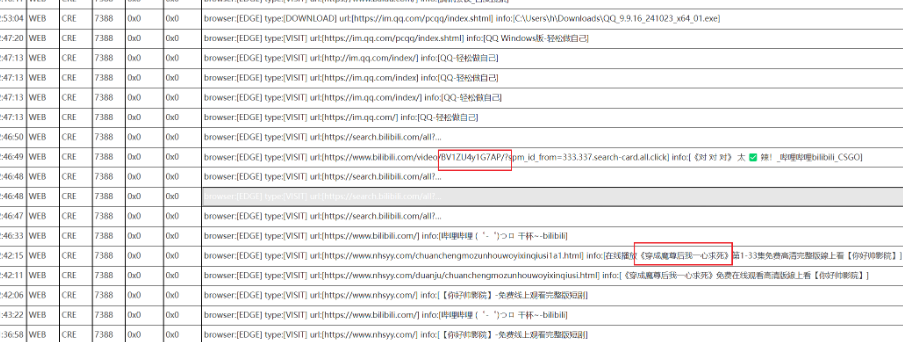 2:53:04 WEB CRE 7388 0x0 0x0 browser:[EDGE] type:[DOWNLOAD] url:[https://im.qq.com/pcqq/index.shtml] info:[C:\Users\h\Downloads\QQ_9.9.16_241023_x64_01.exe]
2:47:20 WEB CRE 7388 0x0 0x0 browser:[EDGE] type:[VISIT] url:[https://im.qq.com/pcqq/index.shtml] info:[QQ Windows版-轻松做自己]
2:47:13 WEB CRE 7388 0x0 0x0 browser:[EDGE] type:[VISIT] url:[http://im.qq.com/index/] info:[QQ-轻松做自己]
2:47:13 WEB CRE 7388 0x0 0x0 browser:[EDGE] type:[VISIT] url:[https://im.qq.com/index/] info:[QQ-轻松做自己]
2:47:13 WEB CRE 7388 0x0 0x0 browser:[EDGE] type:[VISIT] url:[https://im.qq.com/index/] info:[QQ-轻松做自己]
2:47:13 WEB CRE 7388 0x0 0x0 browser:[EDGE] type:[VISIT] url:[https://im.qq.com/] info:[QQ-轻松做自己]
2:46:50 WEB CRE 7388 0x0 0x0 browser:[EDGE] type:[VISIT] url:[https://search.bilibili.com/all?...
2:46:49 WEB CRE 7388 0x0 0x0 browser:[EDGE] type:[VISIT] url:[https://www.bilibili.com/video/BV1ZU4y1G7AP/?spm_id_from=333.337.search-card.all.click] info:[《对 对 对》 太 ✅ 辣！_哔哩哔哩bilibili_CSGO]
2:46:48 WEB CRE 7388 0x0 0x0 browser:[EDGE] type:[VISIT] url:[https://search.bilibili.com/all?...
2:46:48 WEB CRE 7388 0x0 0x0 browser:[EDGE] type:[VISIT] url:[https://search.bilibili.com/all?...
2:46:47 WEB CRE 7388 0x0 0x0 browser:[EDGE] type:[VISIT] url:[https://search.bilibili.com/all?...
2:46:33 WEB CRE 7388 0x0 0x0 browser:[EDGE] type:[VISIT] url:[https://www.bilibili.com/] info:[哔哩哔哩 (゜-゜)つロ 干杯~-bilibili]
2:42:15 WEB CRE 7388 0x0 0x0 browser:[EDGE] type:[VISIT] url:[https://www.nhsyy.com/chuanchengmozunhouwoyixinqiusi1a1.html] info:[在线播放《穿成魔尊后我一心求死》第1-33集免费高清完整版線上看【你好帅影院】]
2:42:11 WEB CRE 7388 0x0 0x0 browser:[EDGE] type:[VISIT] url:[https://www.nhsyy.com/duanju/chuanchengmozunhouwoyixinqiusi.html] info:[《穿成魔尊后我一心求死》免费在线观看高清版線上看【你好帅影院】]
2:42:06 WEB CRE 7388 0x0 0x0 browser:[EDGE] type:[VISIT] url:[https://www.nhsyy.com/] info:[【你好帅影院】-免费线上观看完整版短剧]
1:43:22 WEB CRE 7388 0x0 0x0 browser:[EDGE] type:[VISIT] url:[https://www.bilibili.com/] info:[哔哩哔哩 (゜-゜)つロ 干杯~-bilibili]
1:36:58 WEB CRE 7388 0x0 0x0 browser:[EDGE] type:[VISIT] url:[https://www.nhsyy.com/] info:[【你好帅影院】-免费线上观看完整版短剧]